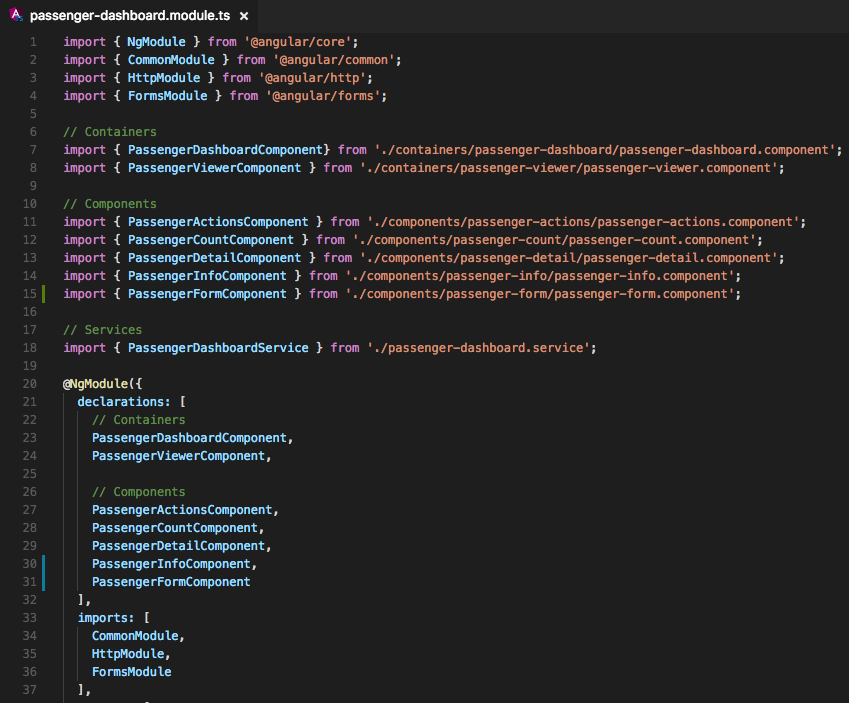 passenger-dashboard.module.ts ×
1 import { NgModule } from '@angular/core';
2 import { CommonModule } from '@angular/common';
3 import { HttpModule } from '@angular/http';
4 import { FormsModule } from '@angular/forms';
5
6 // Containers
7 import { PassengerDashboardComponent} from './containers/passenger-dashboard/passenger-dashboard.component';
8 import { PassengerViewerComponent } from './containers/passenger-viewer/passenger-viewer.component';
9
10 // Components
11 import { PassengerActionsComponent } from './components/passenger-actions/passenger-actions.component';
12 import { PassengerCountComponent } from './components/passenger-count/passenger-count.component';
13 import { PassengerDetailComponent } from './components/passenger-detail/passenger-detail.component';
14 import { PassengerInfoComponent } from './components/passenger-info/passenger-info.component';
15 import { PassengerFormComponent } from './components/passenger-form/passenger-form.component';
16
17 // Services
18 import { PassengerDashboardService } from './passenger-dashboard.service';
19
20 @NgModule({
21   declarations: [
22     // Containers
23     PassengerDashboardComponent,
24     PassengerViewerComponent,
25
26     // Components
27     PassengerActionsComponent,
28     PassengerCountComponent,
29     PassengerDetailComponent,
30     PassengerInfoComponent,
31     PassengerFormComponent
32   ],
33   imports: [
34     CommonModule,
35     HttpModule,
36     FormsModule
37   ],